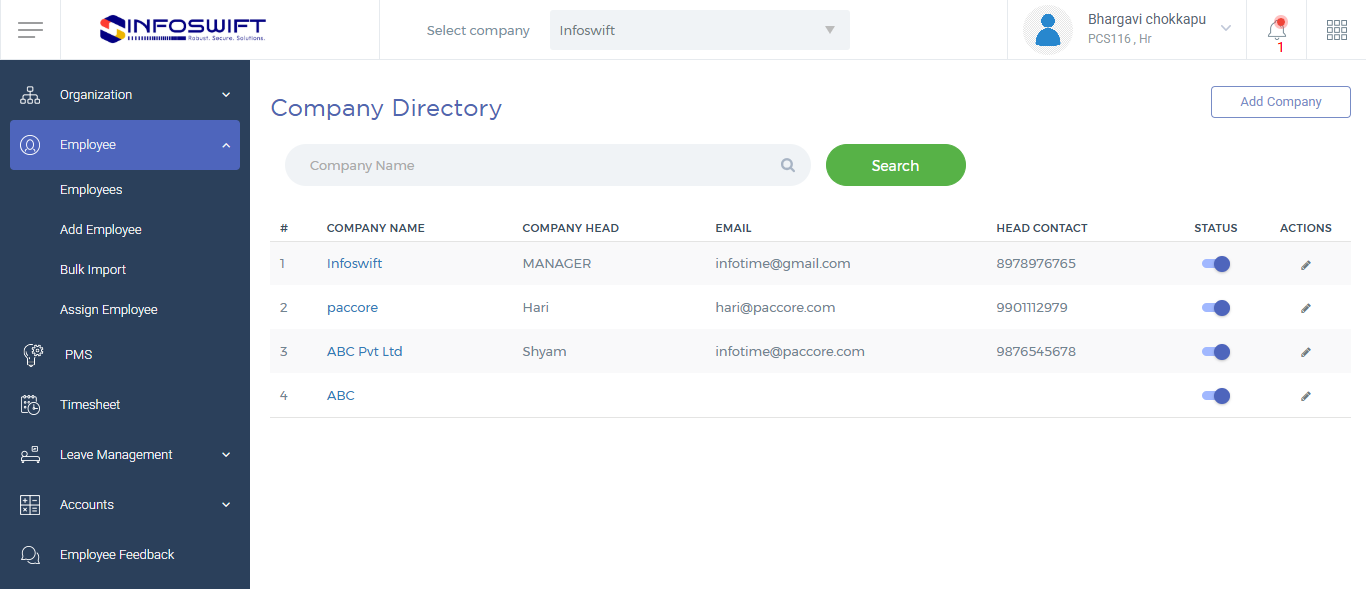 INFOSWIFT
Robust. Secure. Solutions.
Select company
Infoswift
Bhargavi chokkapu
PCS116 , Hr
1
Organization
Employee
Employees
Add Employee
Bulk Import
Assign Employee
PMS
Timesheet
Leave Management
Accounts
Employee Feedback
Company Directory
Add Company
Company Name
Search
# COMPANY NAME COMPANY HEAD EMAIL HEAD CONTACT STATUS ACTIONS
1 Infoswift MANAGER infotime@gmail.com 8978976765
2 paccore Hari hari@paccore.com 9901112979
3 ABC Pvt Ltd Shyam infotime@paccore.com 9876545678
4 ABC